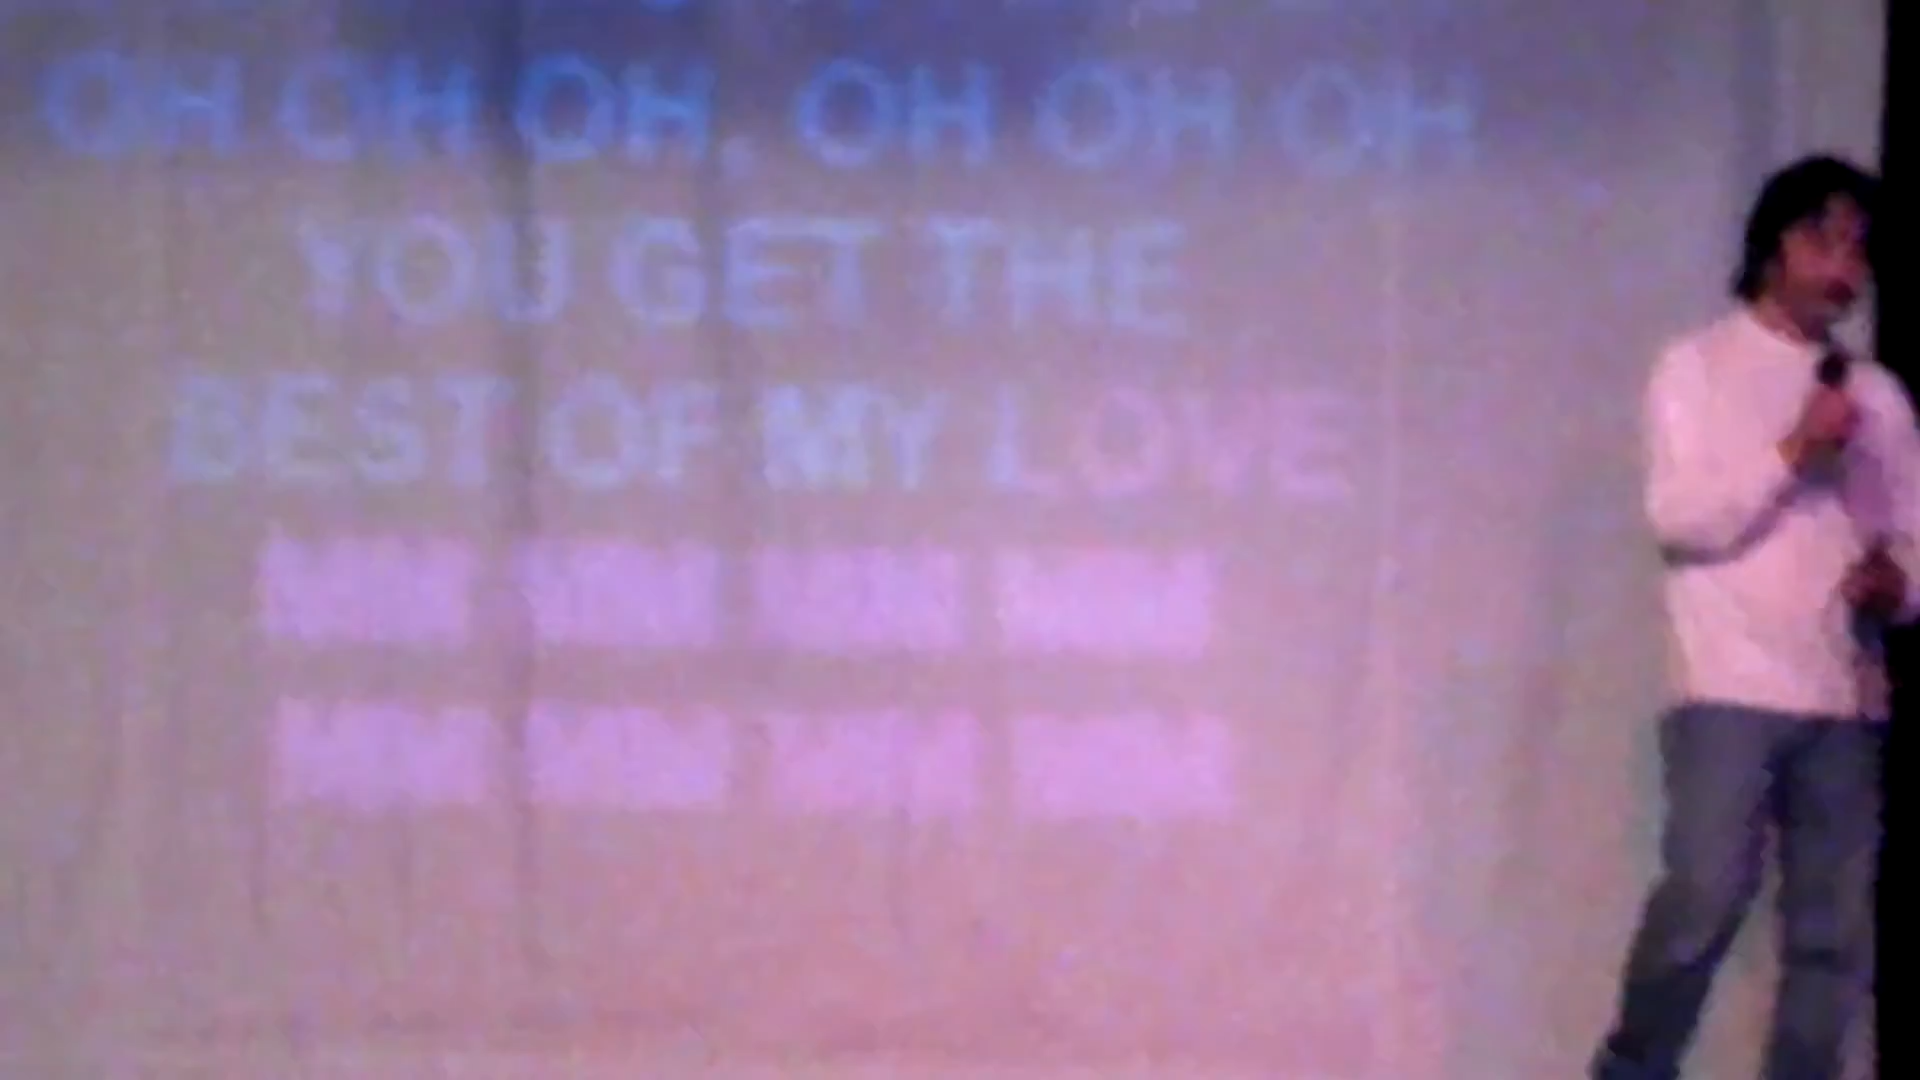 OH OH OH, OH OH OH
YOU GET THE
BEST OF MY LOVE